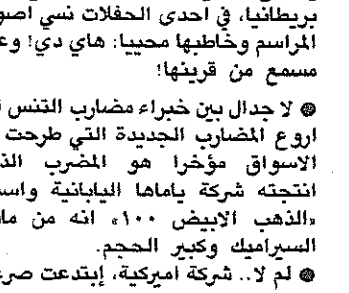 بريطانيا، في احدى الحفلات نسي اصو
المراسم وخاطبها محييا: هاي دي! وع
مسمع من قرينها!
● لا جدال بين خبراء مضارب التنس
اروع المضارب الجديدة التي طرحت
الاسواق مؤخرا هو المضرب الذ
انتجته شركة ياماها اليابانية واس
«الذهب الابيض ١٠٠» انه من ما
السيراميك وكبير الحجم.
● لم لا.. شركة اميركية، إبتدعت صرع